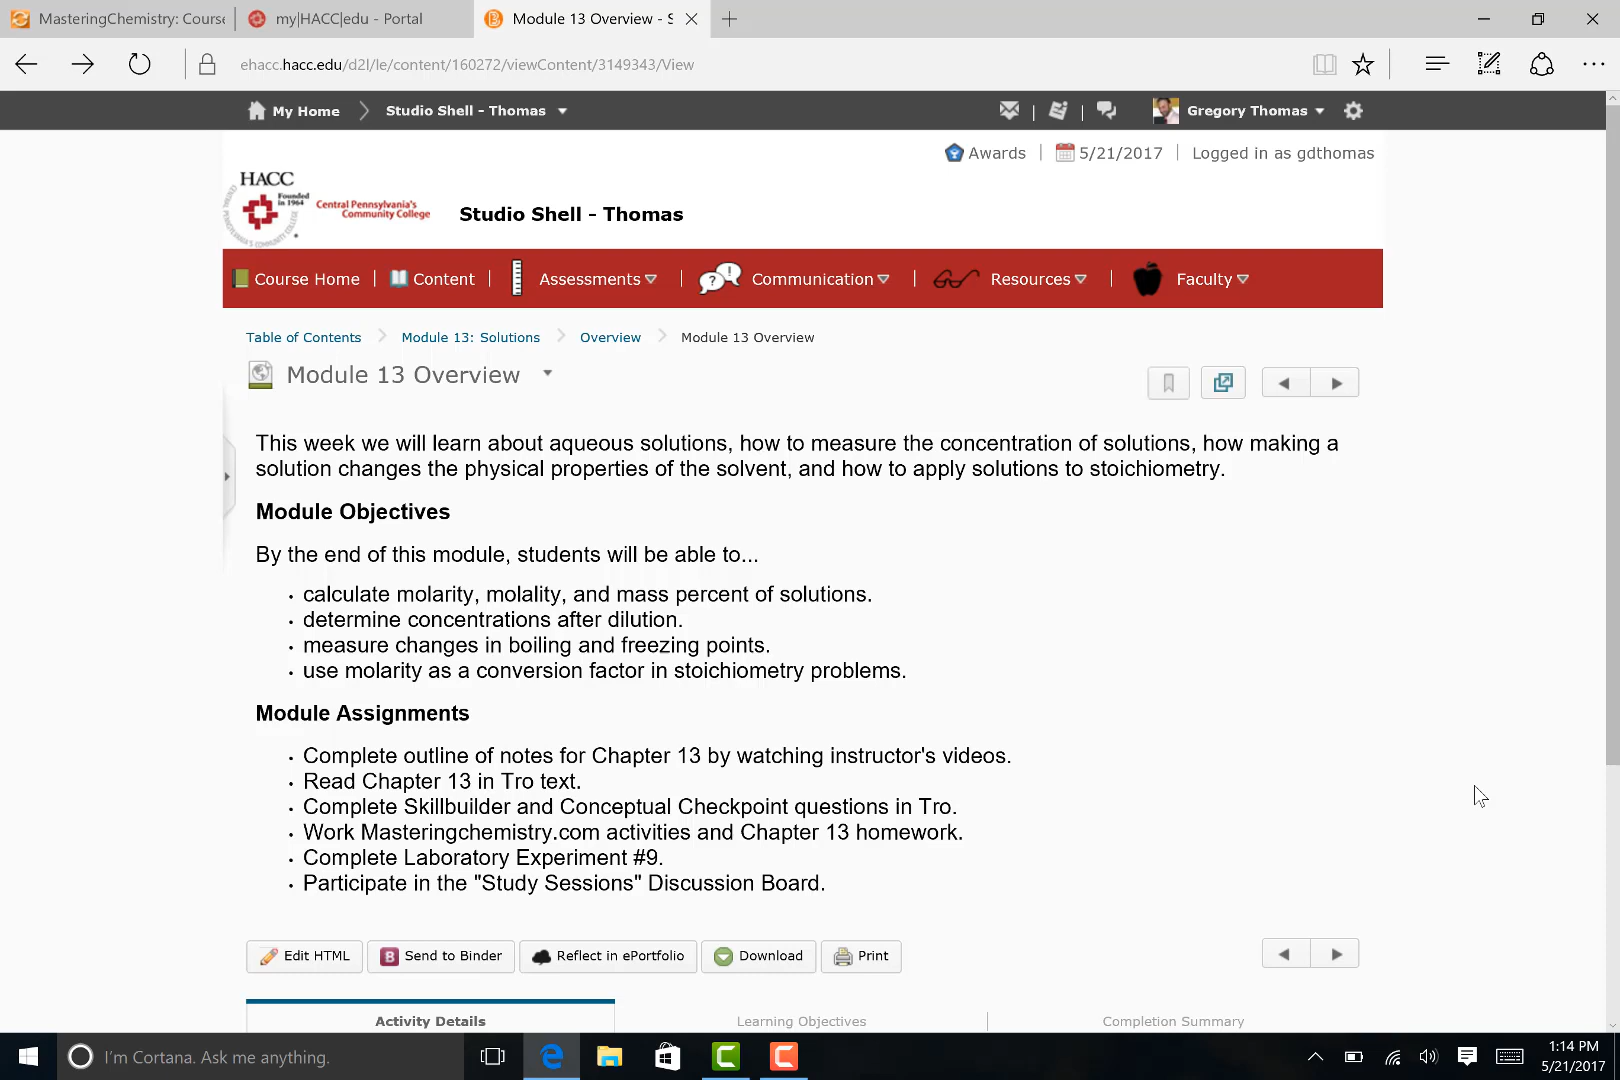 MasteringChemistry: Course
my|HACC|edu - Portal
Module 13 Overview - S
ehacc.hacc.edu/d2l/le/content/160272/viewContent/3149343/View
My Home
Studio Shell - Thomas
Gregory Thomas
Awards
5/21/2017
Logged in as gdthomas
HACC
Founded
in 1964
Central Pennsylvania's
Community College
Studio Shell - Thomas
Course Home
Content
Assessments
Communication
Resources
Faculty
Table of Contents
Module 13: Solutions
Overview
Module 13 Overview
Module 13 Overview
This week we will learn about aqueous solutions, how to measure the concentration of solutions, how making a
solution changes the physical properties of the solvent, and how to apply solutions to stoichiometry.
Module Objectives
By the end of this module, students will be able to...
• calculate molarity, molality, and mass percent of solutions.
• determine concentrations after dilution.
• measure changes in boiling and freezing points.
• use molarity as a conversion factor in stoichiometry problems.
Module Assignments
• Complete outline of notes for Chapter 13 by watching instructor's videos.
• Read Chapter 13 in Tro text.
• Complete Skillbuilder and Conceptual Checkpoint questions in Tro.
• Work Masteringchemistry.com activities and Chapter 13 homework.
• Complete Laboratory Experiment #9.
• Participate in the "Study Sessions" Discussion Board.
Edit HTML
Send to Binder
Reflect in ePortfolio
Download
Print
Activity Details
Learning Objectives
Completion Summary
I'm Cortana. Ask me anything.
1:14 PM
5/21/2017